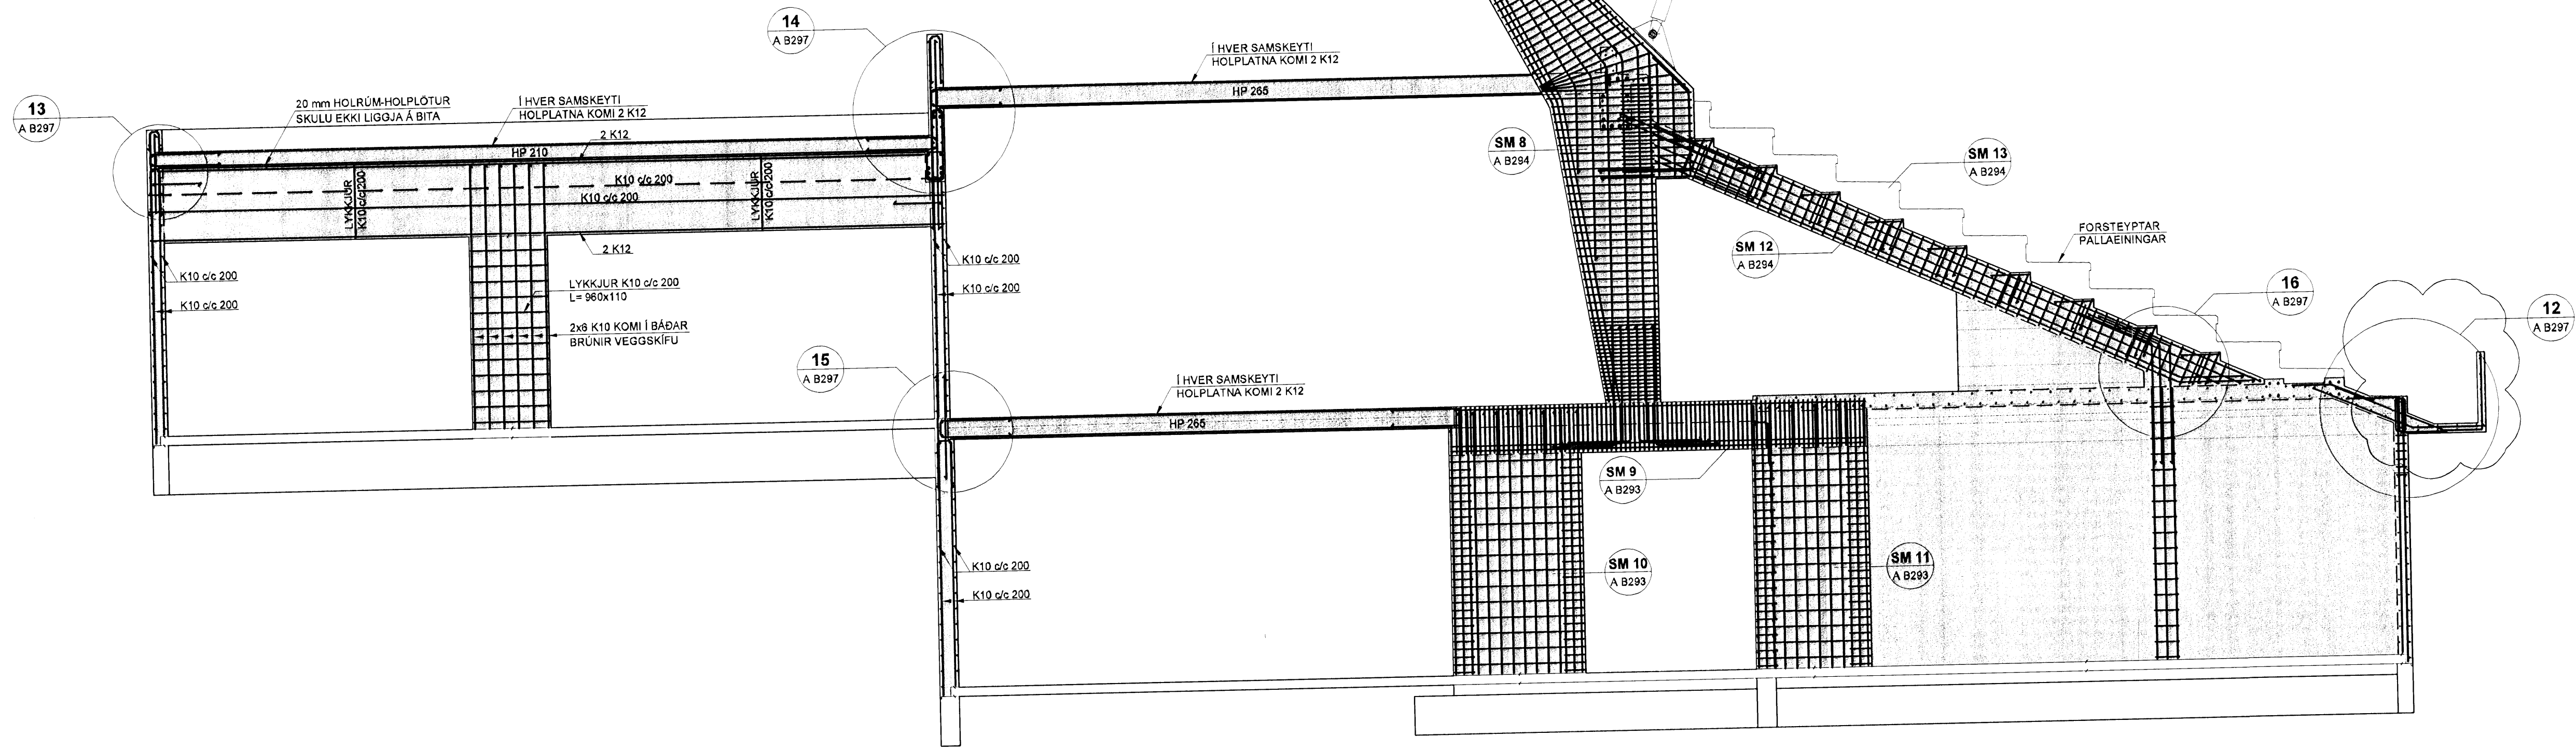 14
A B297
13
A B297
20 mm HOLRÚM-HOLPLÖTUR
SKULU EKKI LIGGJA Á BITA
Í HVER SAMSKEYTI
HOLPLATNA KOMI 2 K12
2 K12
HP 210
LYKKJUR
K10 c/c 200
K10 c/c 200
K10 c/c 200
LYKKJUR
K10 c/c 200
2 K12
K10 c/c 200
K10 c/c 200
LYKKJUR K10 c/c 200
L= 960x110
2x6 K10 KOMI Í BÁÐAR
BRÚNIR VEGGSKÍFU
Í HVER SAMSKEYTI
HOLPLATNA KOMI 2 K12
HP 265
K10 c/c 200
K10 c/c 200
15
A B297
Í HVER SAMSKEYTI
HOLPLATNA KOMI 2 K12
HP 265
K10 c/c 200
K10 c/c 200
SM 8
A B294
SM 13
A B294
SM 12
A B294
FORSTEYPTAR
PALLAEININGAR
16
A B297
12
A B297
SM 9
A B293
SM 10
A B293
SM 11
A B293